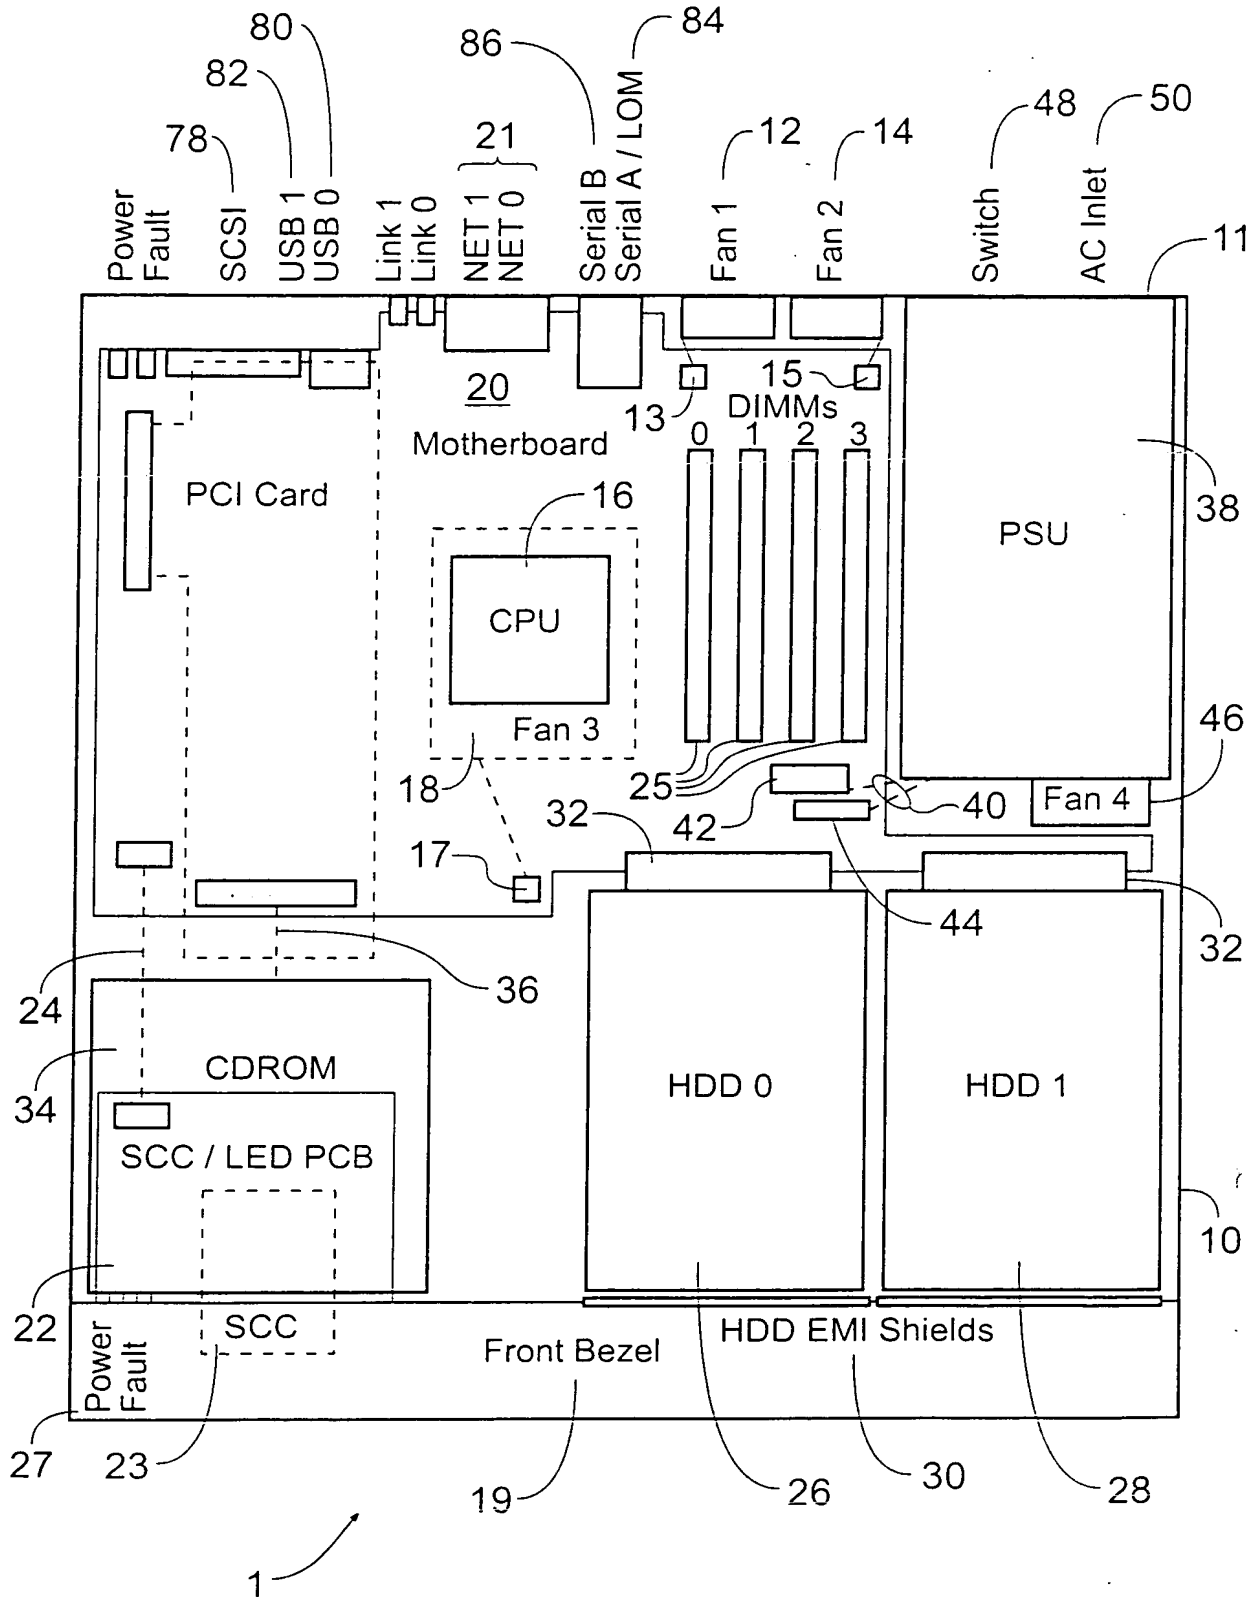 80
84
86
82
21
12
14
48
50
78
Power
Fault
SCSI
USB 1
USB 0
Link 1
Link 0
NET 1
NET 0
Serial B
Serial A / LOM
Fan 1
Fan 2
Switch
AC Inlet
11
20
13
15
DIMMs
0 1 2 3
Motherboard
PCI Card
16
38
PSU
CPU
Fan 3
18
25
42
40
Fan 4
46
32
17
44
32
24
36
34
CDROM
HDD 0
HDD 1
SCC / LED PCB
10
22
SCC
HDD EMI Shields
Power
Fault
Front Bezel
27
23
19
26
30
28
1